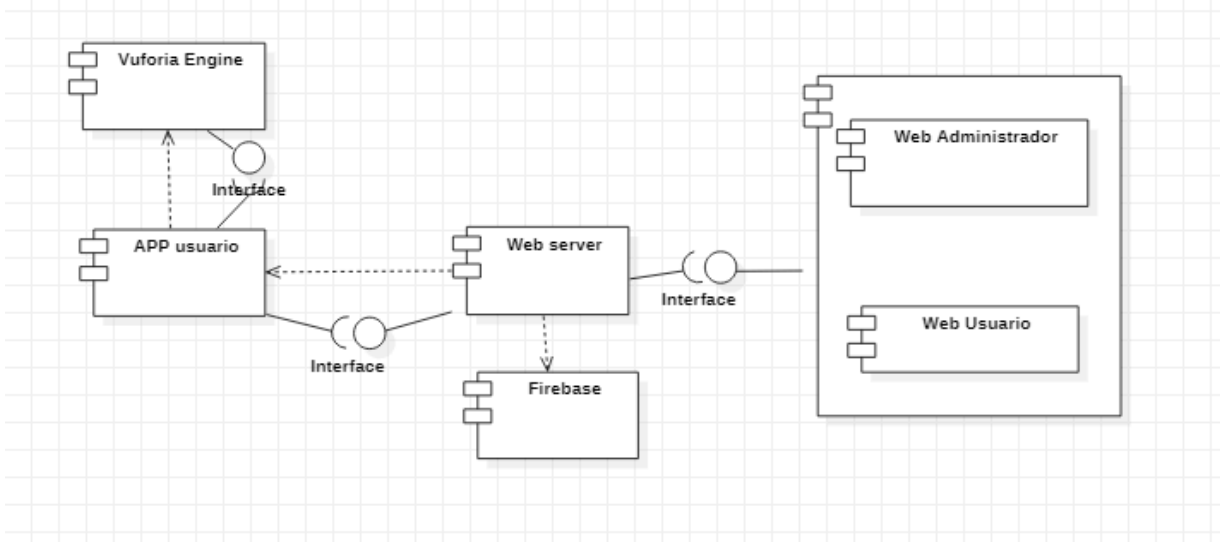 Vuforia Engine
Web Administrador
Interface
APP usuario
Web server
Interface
Web Usuario
Interface
Firebase